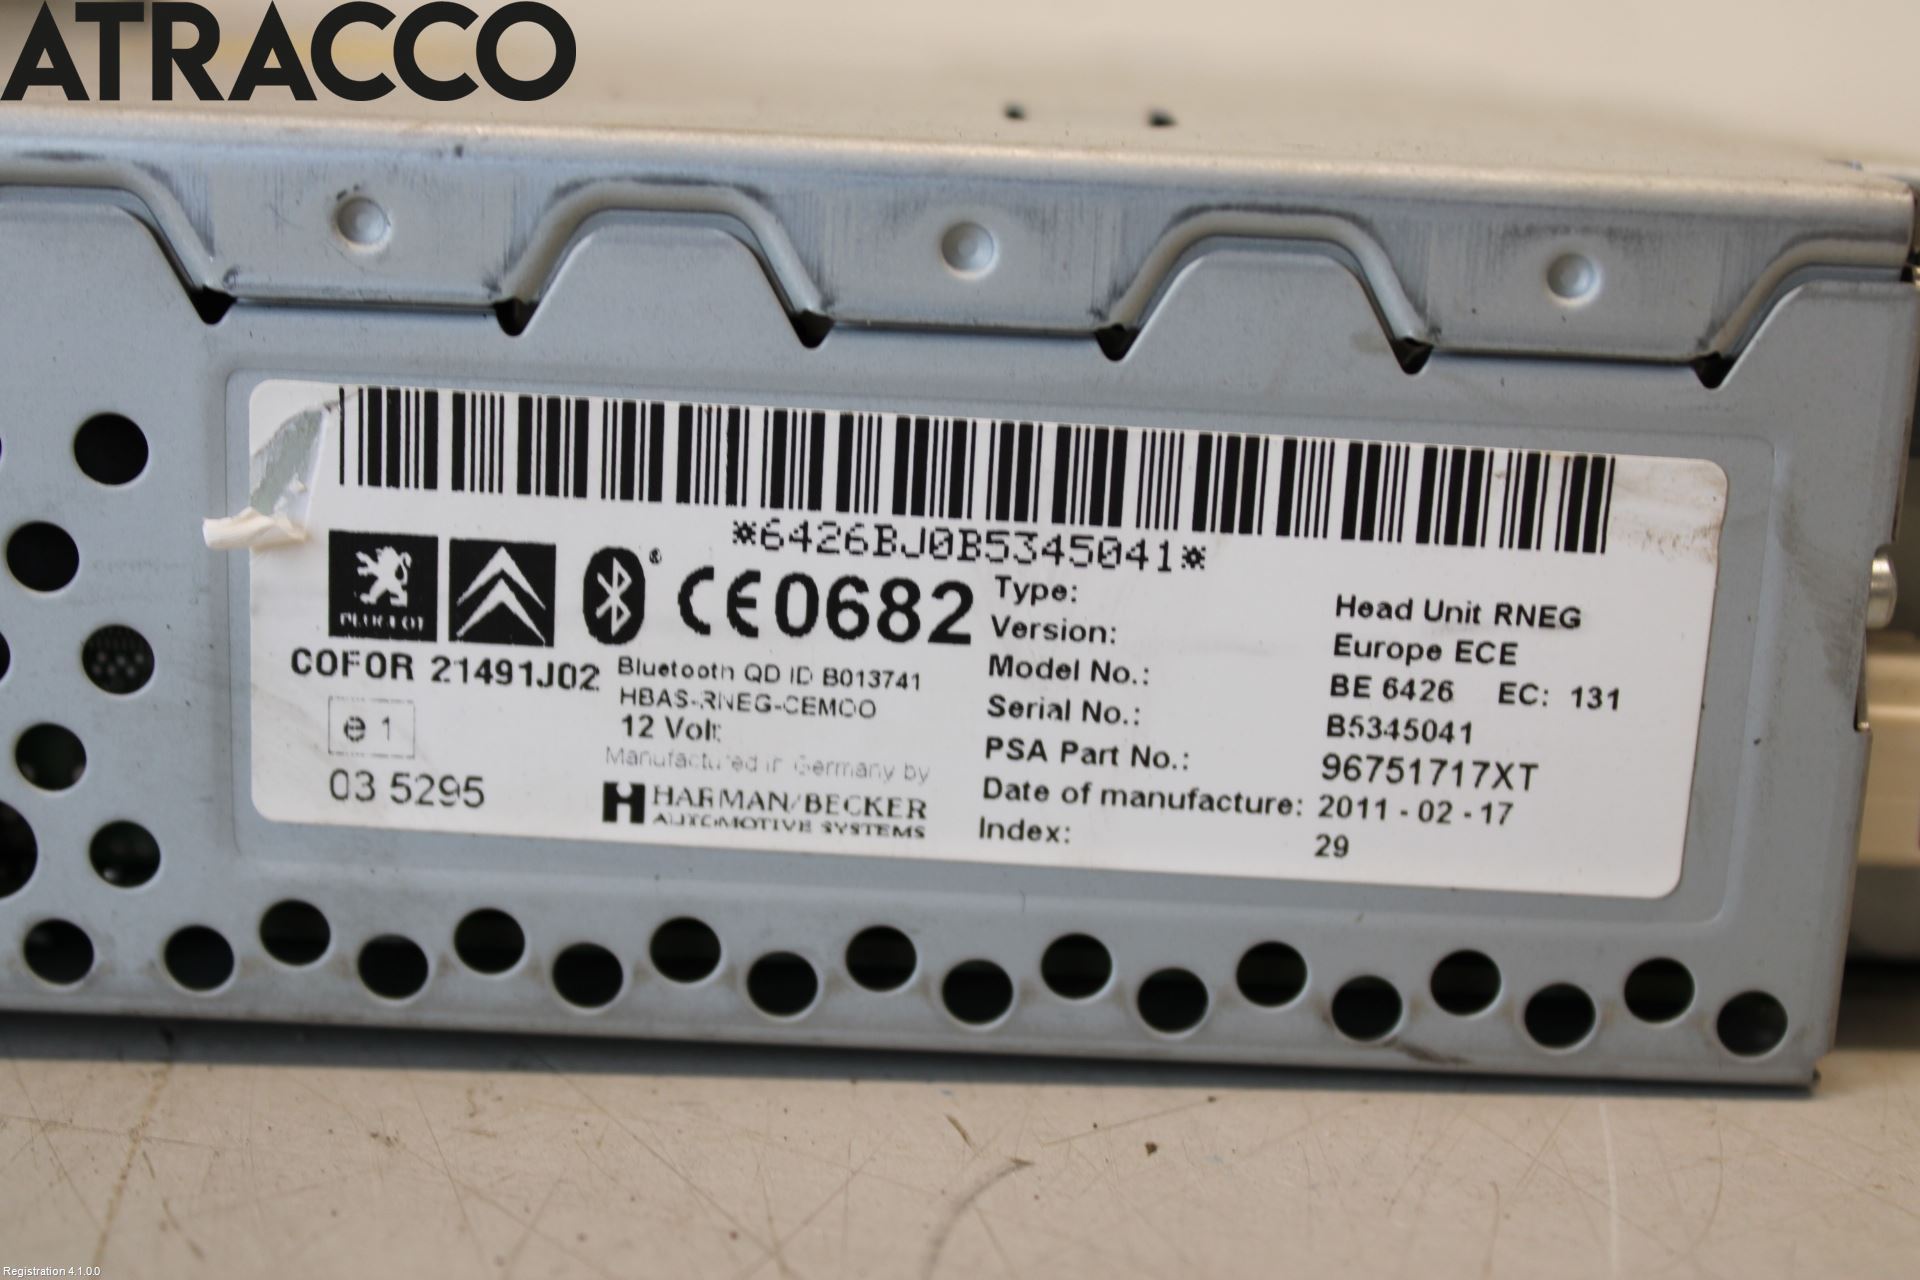 ATRACCO
*6426BJ0B5345041*
PEUGEOT
®
CE0682
COFOR 21491J02
e 1
03 5295
Bluetooth QD ID B013741
HBAS-RNEG-CEMOO
12 Volt
Manufactured in Germany by
HARMAN/BECKER
AUTOMOTIVE SYSTEMS
Type: Head Unit RNEG
Version: Europe ECE
Model No.: BE 6426 EC: 131
Serial No.: B5345041
PSA Part No.: 96751717XT
Date of manufacture: 2011 - 02 - 17
Index: 29
Registration 4.1.0.0